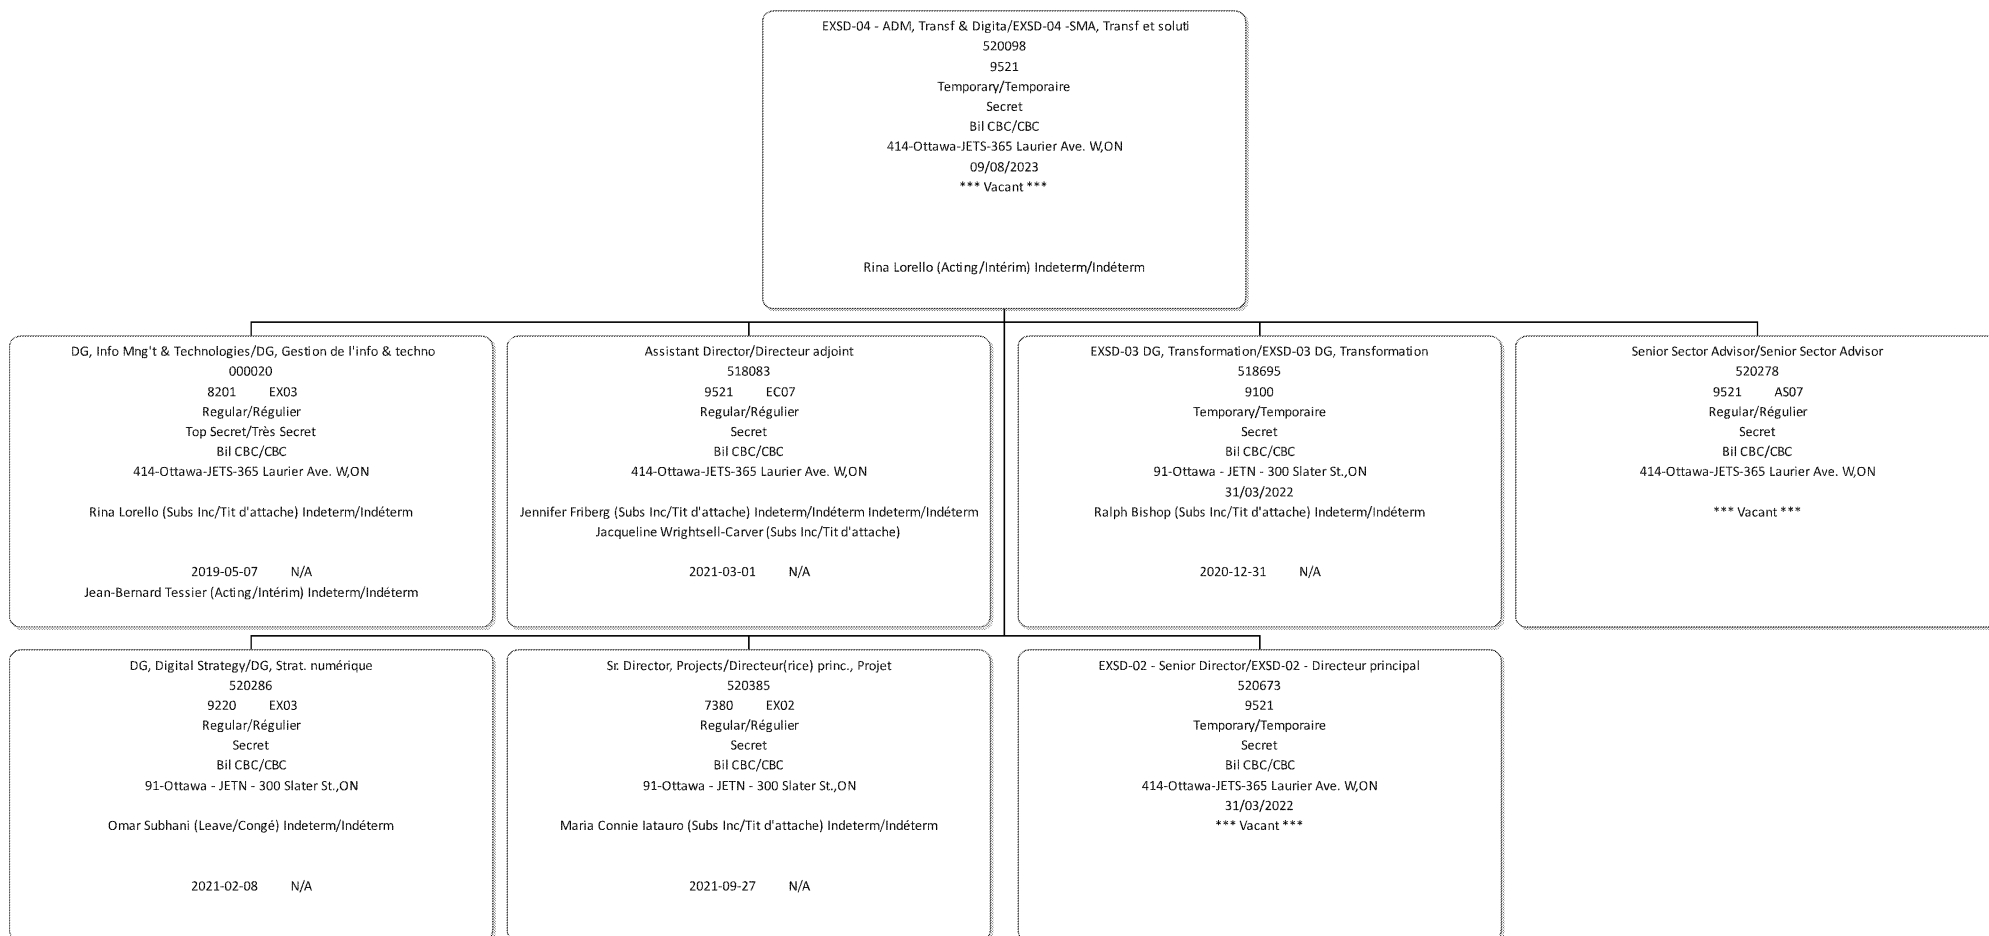 EXSD-04 - ADM, Transf & Digita/EXSD-04 -SMA, Transf et soluti
520098
9521
Temporary/Temporaire
Secret
Bil CBC/CBC
414-Ottawa-JETS-365 Laurier Ave. W,ON
09/08/2023
*** Vacant ***
Rina Lorello (Acting/Intérim) Indeterm/Indéterm
DG, Info Mng't & Technologies/DG, Gestion de l'info & techno
000020
8201 EX03
Regular/Régulier
Top Secret/Très Secret
Bil CBC/CBC
414-Ottawa-JETS-365 Laurier Ave. W,ON
Rina Lorello (Subs Inc/Tit d'attache) Indeterm/Indéterm
2019-05-07 N/A
Jean-Bernard Tessier (Acting/Intérim) Indeterm/Indéterm
Assistant Director/Directeur adjoint
518083
9521 EC07
Regular/Régulier
Secret
Bil CBC/CBC
414-Ottawa-JETS-365 Laurier Ave. W,ON
Jennifer Friberg (Subs Inc/Tit d'attache) Indeterm/Indéterm Indeterm/Indéterm
Jacqueline Wrightsell-Carver (Subs Inc/Tit d'attache)
2021-03-01 N/A
EXSD-03 DG, Transformation/EXSD-03 DG, Transformation
518695
9100
Temporary/Temporaire
Secret
Bil CBC/CBC
91-Ottawa - JETN - 300 Slater St.,ON
31/03/2022
Ralph Bishop (Subs Inc/Tit d'attache) Indeterm/Indéterm
2020-12-31 N/A
Senior Sector Advisor/Senior Sector Advisor
520278
9521 AS07
Regular/Régulier
Secret
Bil CBC/CBC
414-Ottawa-JETS-365 Laurier Ave. W,ON
*** Vacant ***
DG, Digital Strategy/DG, Strat. numérique
520286
9220 EX03
Regular/Régulier
Secret
Bil CBC/CBC
91-Ottawa - JETN - 300 Slater St.,ON
Omar Subhani (Leave/Congé) Indeterm/Indéterm
2021-02-08 N/A
Sr. Director, Projects/Directeur(rice) princ., Projet
520385
7380 EX02
Regular/Régulier
Secret
Bil CBC/CBC
91-Ottawa - JETN - 300 Slater St.,ON
Maria Connie Iatauro (Subs Inc/Tit d'attache) Indeterm/Indéterm
2021-09-27 N/A
EXSD-02 - Senior Director/EXSD-02 - Directeur principal
520673
9521
Temporary/Temporaire
Secret
Bil CBC/CBC
414-Ottawa-JETS-365 Laurier Ave. W,ON
31/03/2022
*** Vacant ***